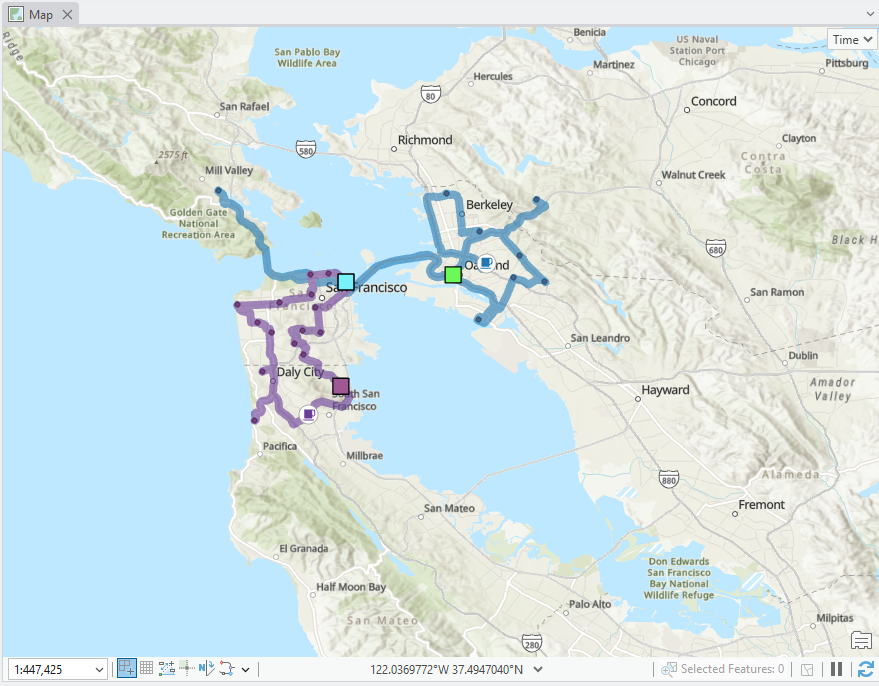 Map
Time
Ridge
San Pablo Bay
Wildlife Area
Benicia
US Naval
Station Port
Chicago
Martinez
Pittsburg
Hercules
80
San Rafael
Concord
580
Richmond
Clayton
2575 ft
Contra
Costa
Mill Valley
Walnut Creek
Berkeley
Golden Gate
National
Recreation Area
680
Black H
Oakland
San Francisco
San
Francisco
San Ramon
San Leandro
Dublin
Daly City
Amador
Valley
South San
Francisco
Hayward
Pacifica
Millbrae
880
Alameda
San Mateo
Fremont
El Granada
Don Edwards
San Francisco
Bay National
Wildlife Refuge
Half Moon Bay
Palo Alto
San Mateo
Milpitas
280
1:447,425
N
122.0369772°W 37.4947040°N
Selected Features: 0